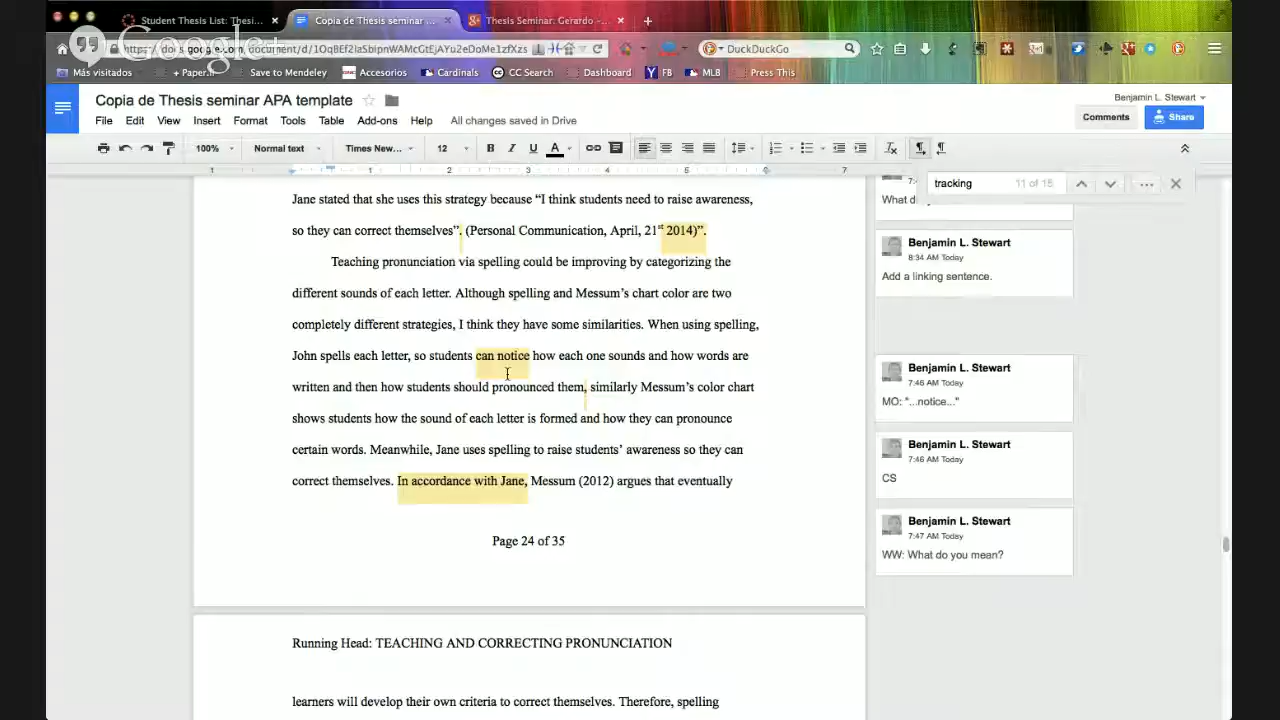 Student Thesis List: Thesi...
Copia de Thesis seminar ...
Thesis Seminar: Gerardo - ...
Google+
DuckDuckGo
Más visitados
+ Paper.li
Save to Mendeley
Accesorios
Cardinals
CC Search
Dashboard
FB
MLB
Press This
Copia de Thesis seminar APA template
Benjamin L. Stewart
File Edit View Insert Format Tools Table Add-ons Help All changes saved in Drive
Comments
Share
100% Normal text Times New... 12 B I U A
1 1 2 3 4 5 7
tracking 11 of 15
Jane stated that she uses this strategy because “I think students need to raise awareness,
so they can correct themselves”. (Personal Communication, April, 21st 2014)”.
Teaching pronunciation via spelling could be improving by categorizing the
different sounds of each letter. Although spelling and Messum’s chart color are two
completely different strategies, I think they have some similarities. When using spelling,
John spells each letter, so students can notice how each one sounds and how words are
written and then how students should pronounced them, similarly Messum’s color chart
shows students how the sound of each letter is formed and how they can pronounce
certain words. Meanwhile, Jane uses spelling to raise students’ awareness so they can
correct themselves. In accordance with Jane, Messum (2012) argues that eventually
Page 24 of 35
Running Head: TEACHING AND CORRECTING PRONUNCIATION
learners will develop their own criteria to correct themselves. Therefore, spelling
What d
Benjamin L. Stewart
8:34 AM Today
Add a linking sentence.
Benjamin L. Stewart
7:46 AM Today
MO: "...notice..."
Benjamin L. Stewart
7:46 AM Today
CS
Benjamin L. Stewart
7:47 AM Today
WW: What do you mean?